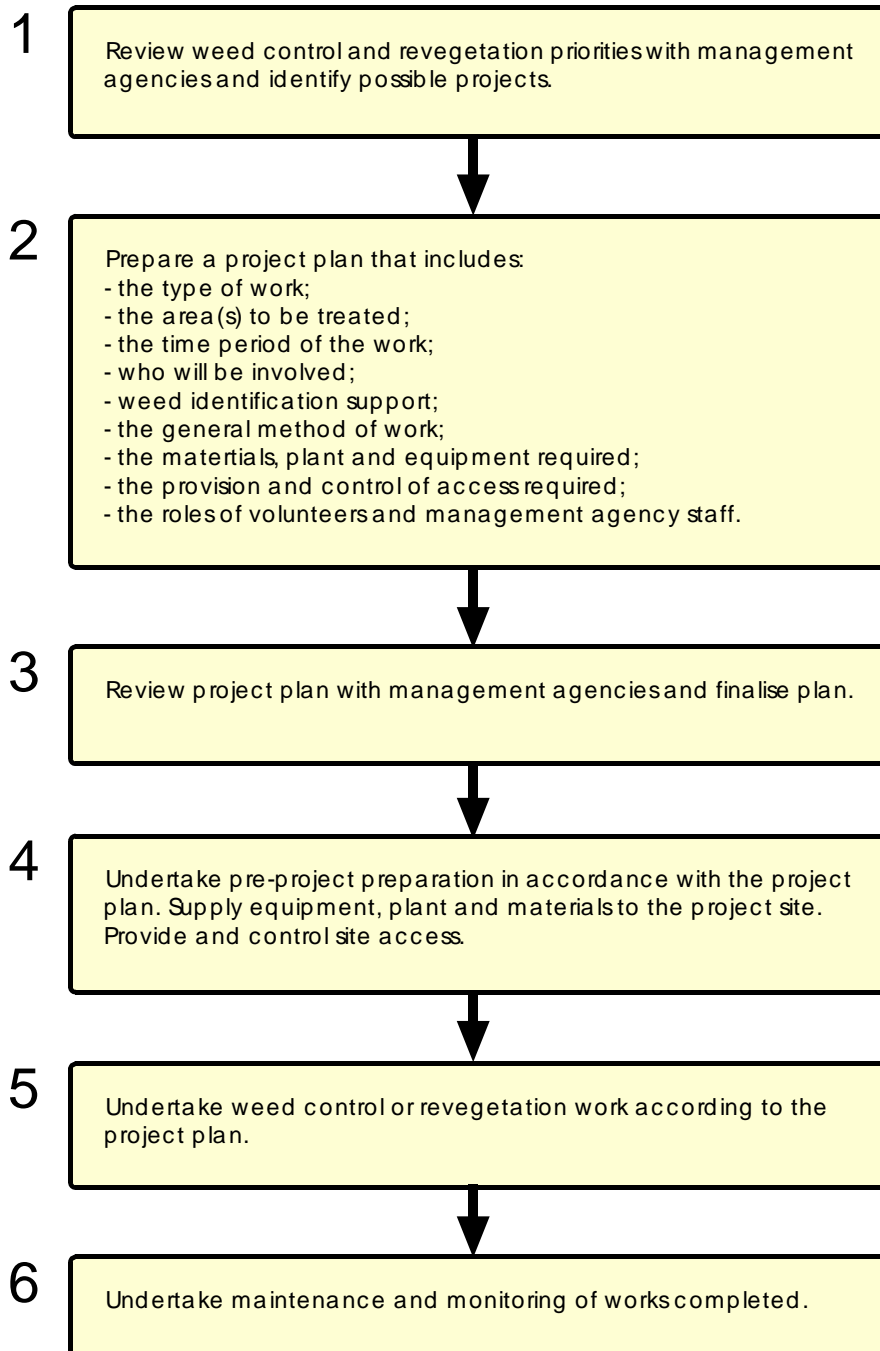 1
Review weed control and revegetation priorities with management
agencies and identify possible projects.
2
Prepare a project plan that includes:
- the type of work;
- the area(s) to be treated;
- the time period of the work;
- who will be involved;
- weed identification support;
- the general method of work;
- the matertials, plant and equipment required;
- the provision and control of access required;
- the roles of volunteers and management agency staff.
3
Review project plan with management agencies and finalise plan.
4
Undertake pre-project preparation in accordance with the project
plan. Supply equipment, plant and materials to the project site.
Provide and control site access.
5
Undertake weed control or revegetation work according to the
project plan.
6
Undertake maintenance and monitoring of works completed.